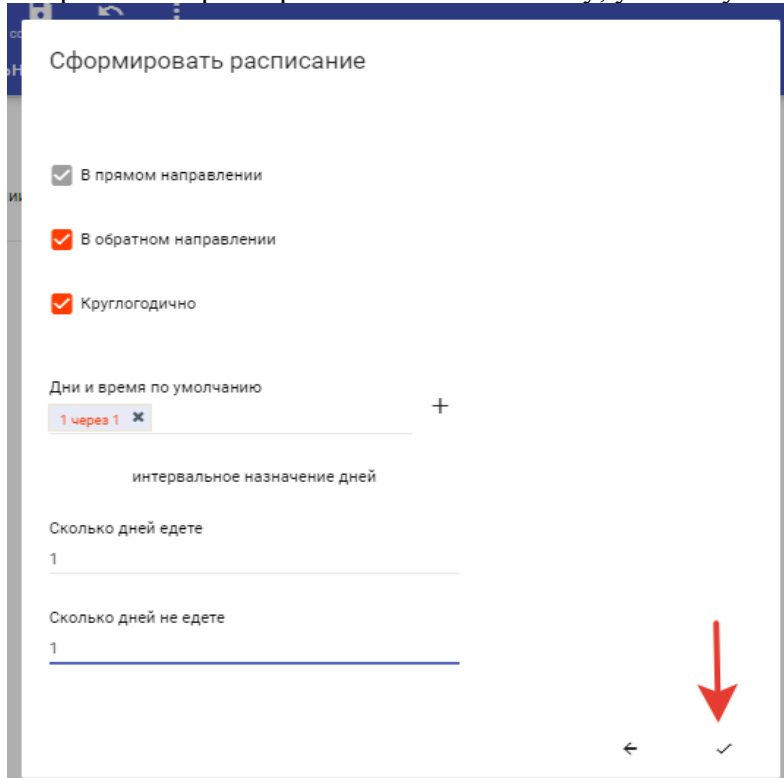 Сформировать расписание
В прямом направлении
В обратном направлении
Круглогодично
Дни и время по умолчанию
1 через 1
интервальное назначение дней
Сколько дней едете
1
Сколько дней не едете
1